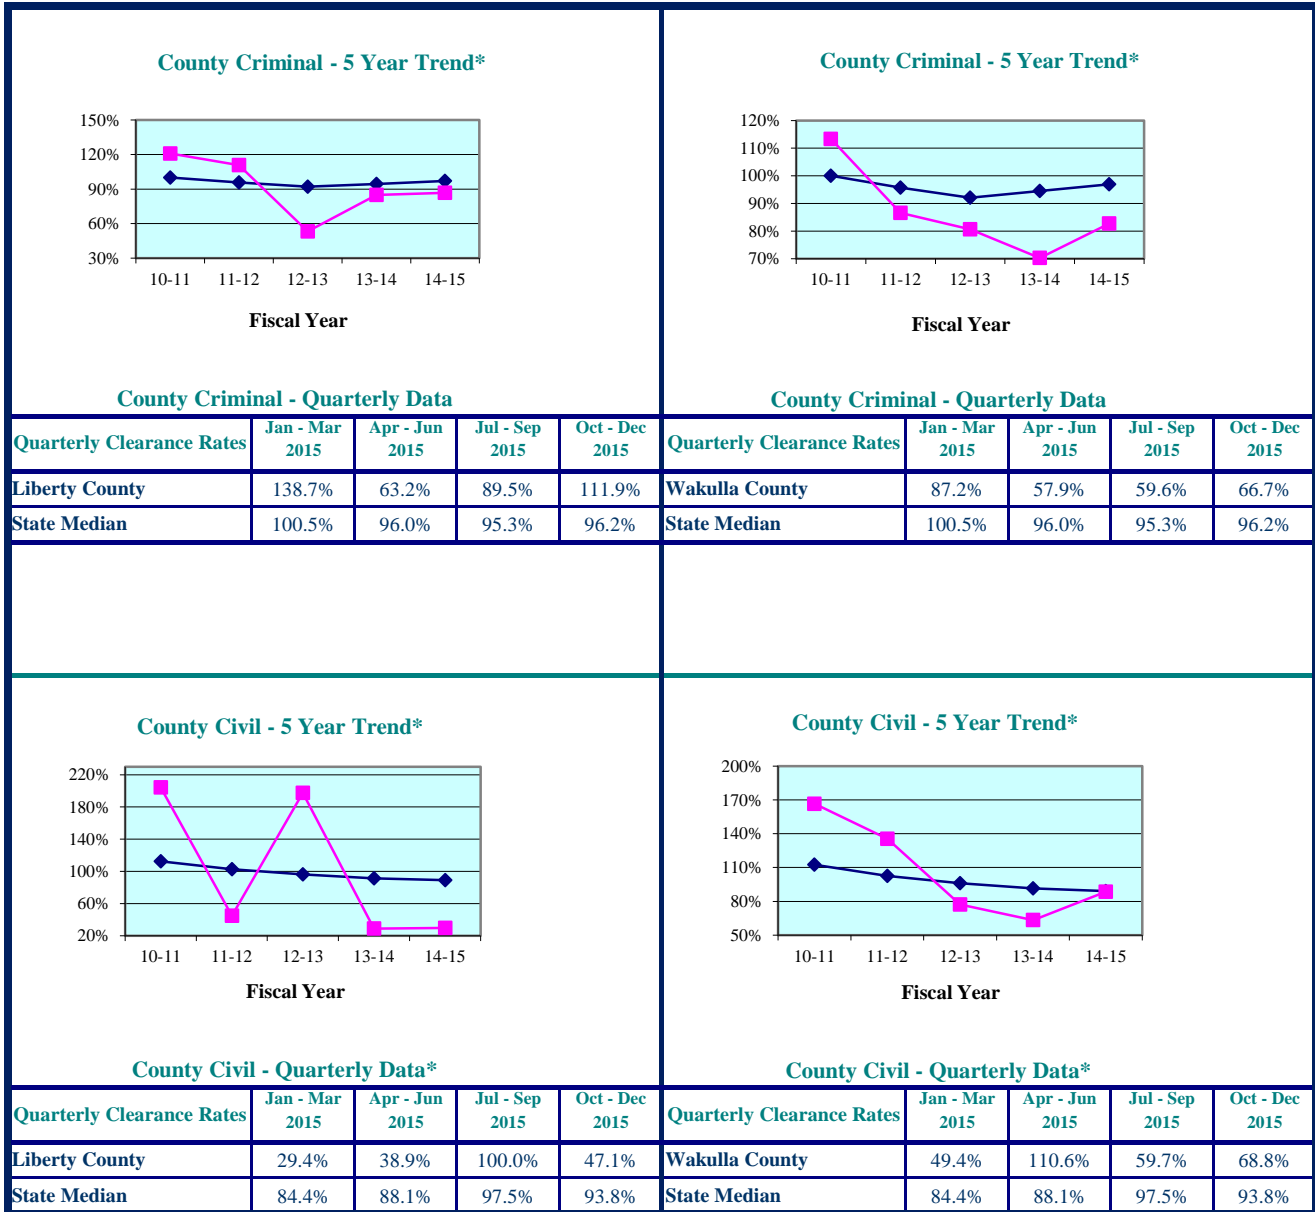 County Criminal - 5 Year Trend*
150%
120%
90%
60%
30%
10-11 11-12 12-13 13-14 14-15
Fiscal Year
County Criminal - Quarterly Data
Quarterly Clearance Rates Jan - Mar 2015 Apr - Jun 2015 Jul - Sep 2015 Oct - Dec 2015
Liberty County 138.7% 63.2% 89.5% 111.9%
State Median 100.5% 96.0% 95.3% 96.2%
County Criminal - 5 Year Trend*
120%
110%
100%
90%
80%
70%
10-11 11-12 12-13 13-14 14-15
Fiscal Year
County Criminal - Quarterly Data
Quarterly Clearance Rates Jan - Mar 2015 Apr - Jun 2015 Jul - Sep 2015 Oct - Dec 2015
Wakulla County 87.2% 57.9% 59.6% 66.7%
State Median 100.5% 96.0% 95.3% 96.2%
County Civil - 5 Year Trend*
220%
180%
140%
100%
60%
20%
10-11 11-12 12-13 13-14 14-15
Fiscal Year
County Civil - Quarterly Data*
Quarterly Clearance Rates Jan - Mar 2015 Apr - Jun 2015 Jul - Sep 2015 Oct - Dec 2015
Liberty County 29.4% 38.9% 100.0% 47.1%
State Median 84.4% 88.1% 97.5% 93.8%
County Civil - 5 Year Trend*
200%
170%
140%
110%
80%
50%
10-11 11-12 12-13 13-14 14-15
Fiscal Year
County Civil - Quarterly Data*
Quarterly Clearance Rates Jan - Mar 2015 Apr - Jun 2015 Jul - Sep 2015 Oct - Dec 2015
Wakulla County 49.4% 110.6% 59.7% 68.8%
State Median 84.4% 88.1% 97.5% 93.8%